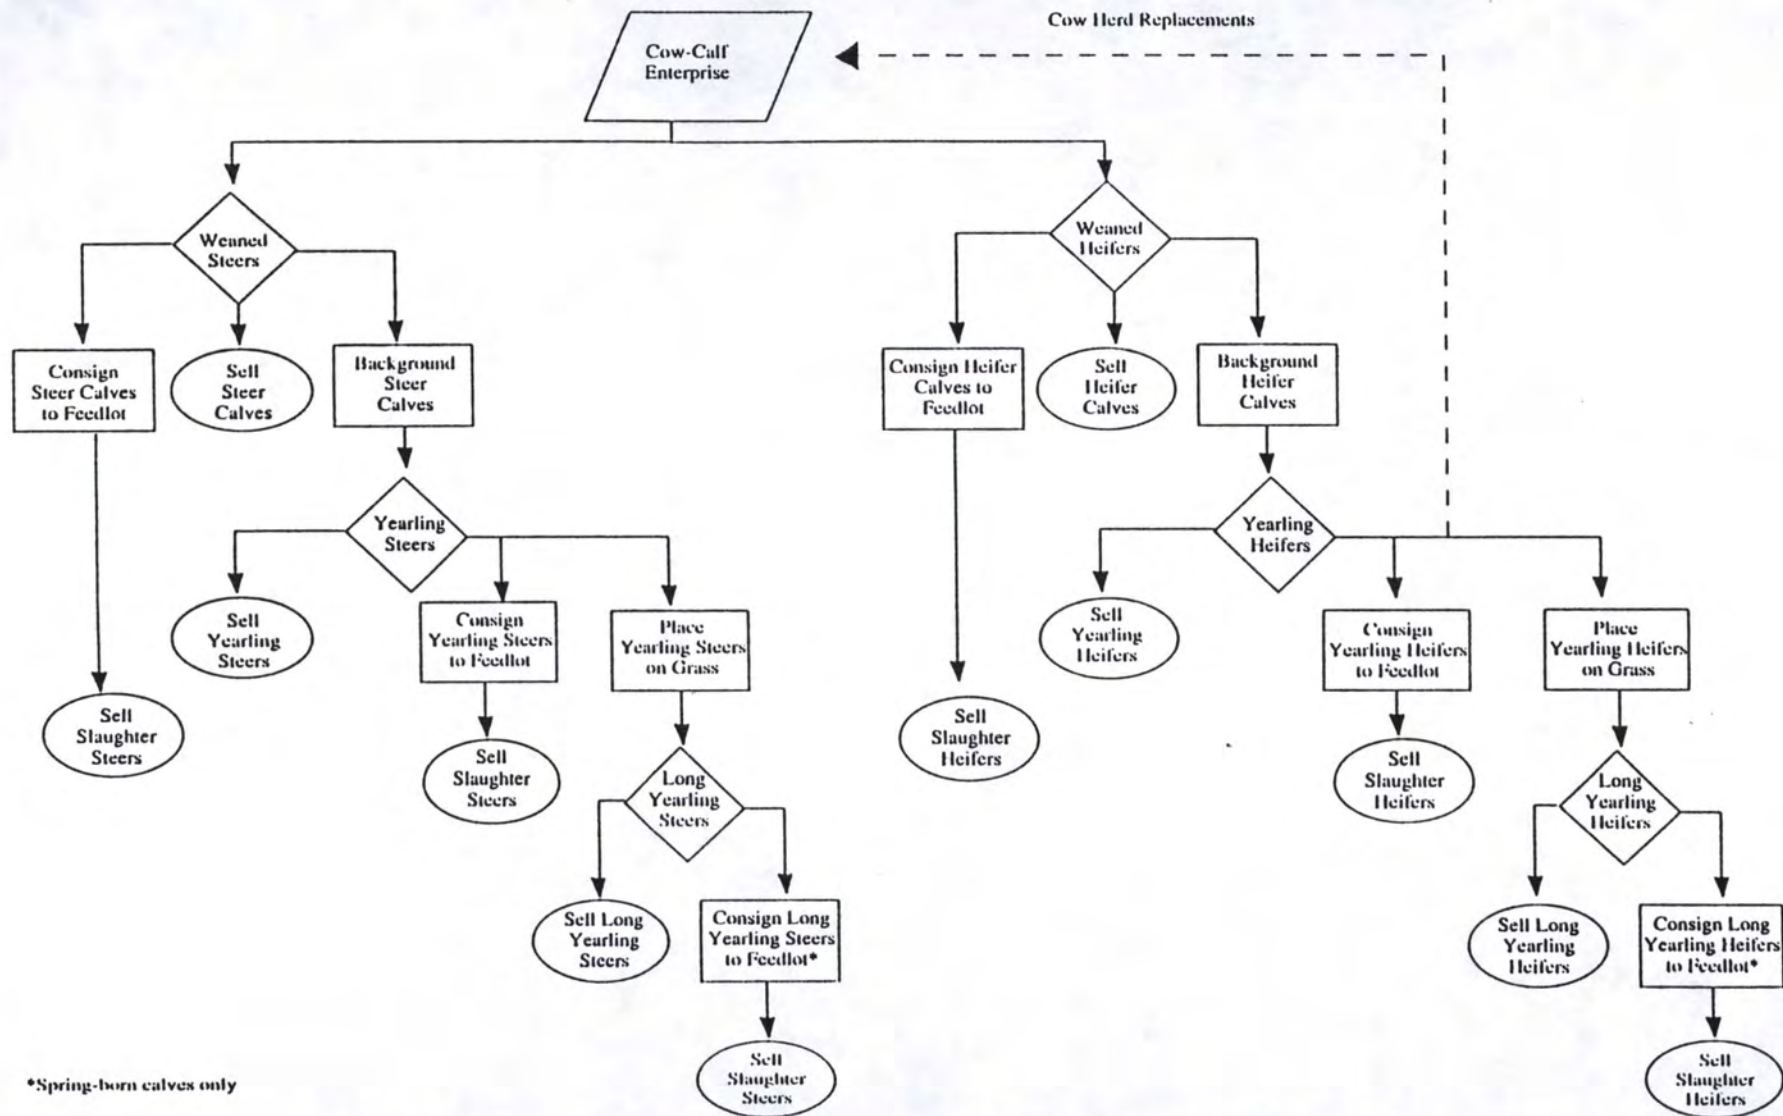 Cow Herd Replacements
Cow-Calf
Enterprise
Weaned
Steers
Weaned
Heifers
Consign
Steer Calves
to Feedlot
Sell
Steer
Calves
Background
Steer
Calves
Consign Heifer
Calves to
Feedlot
Sell
Heifer
Calves
Background
Heifer
Calves
Yearling
Steers
Yearling
Heifers
Sell
Yearling
Steers
Consign
Yearling Steers
to Feedlot
Place
Yearling Steers
on Grass
Sell
Yearling
Heifers
Consign
Yearling Heifers
to Feedlot
Place
Yearling Heifers
on Grass
Sell
Slaughter
Steers
Sell
Slaughter
Steers
Long
Yearling
Steers
Sell
Slaughter
Heifers
Sell
Slaughter
Heifers
Long
Yearling
Heifers
Sell Long
Yearling
Steers
Consign Long
Yearling Steers
to Feedlot*
Sell Long
Yearling
Heifers
Consign Long
Yearling Heifers
to Feedlot*
Sell
Slaughter
Steers
Sell
Slaughter
Heifers
*Spring-born calves only